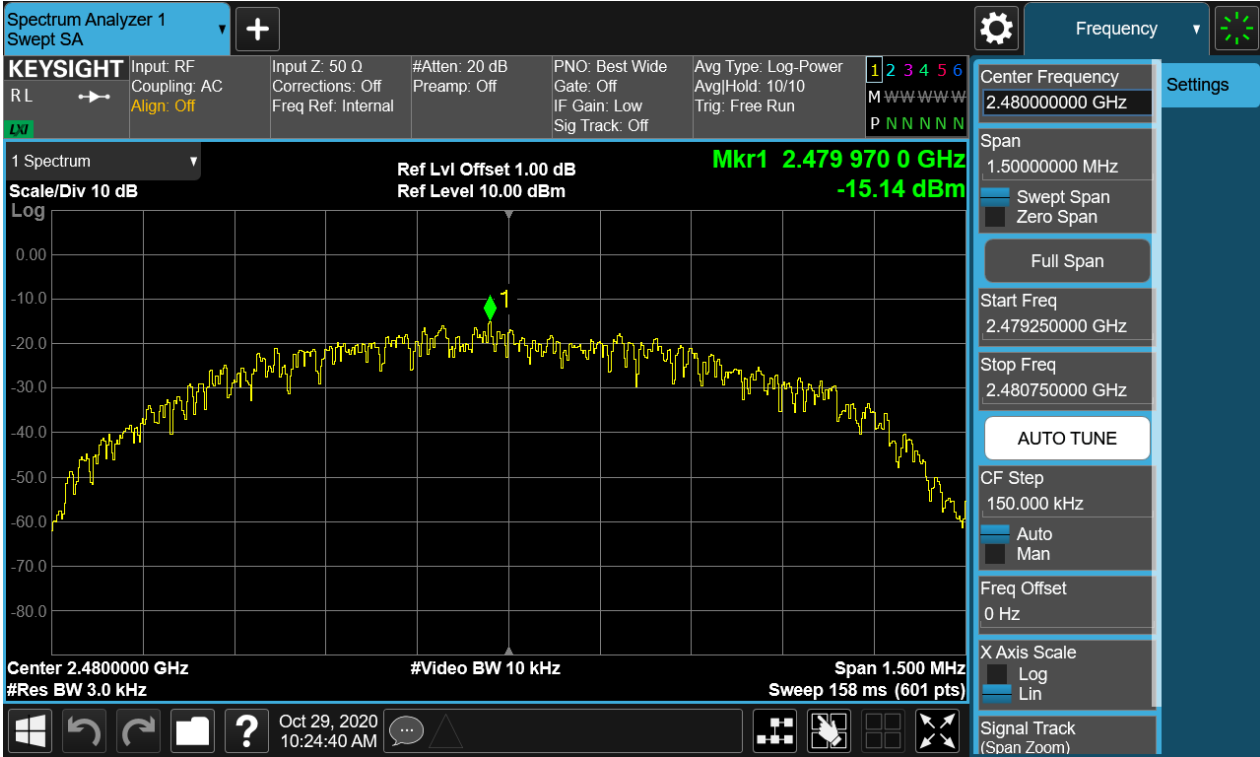 Spectrum Analyzer 1
Swept SA
+
Frequency
KEYSIGHT
R L
LXI
Input: RF
Coupling: AC
Align: Off
Input Z: 50 Ω
Corrections: Off
Freq Ref: Internal
#Atten: 20 dB
Preamp: Off
PNO: Best Wide
Gate: Off
IF Gain: Low
Sig Track: Off
Avg Type: Log-Power
Avg|Hold: 10/10
Trig: Free Run
1 2 3 4 5 6
M W W W W W W
P N N N N N N
1 Spectrum
Scale/Div 10 dB
Log
Ref Lvl Offset 1.00 dB
Ref Level 10.00 dBm
Mkr1 2.479 970 0 GHz
-15.14 dBm
0.00
-10.0
-20.0
-30.0
-40.0
-50.0
-60.0
-70.0
-80.0
1
Center 2.4800000 GHz
#Res BW 3.0 kHz
#Video BW 10 kHz
Span 1.500 MHz
Sweep 158 ms (601 pts)
?
Oct 29, 2020
10:24:40 AM
Center Frequency
2.480000000 GHz
Span
1.50000000 MHz
Swept Span
Zero Span
Full Span
Start Freq
2.479250000 GHz
Stop Freq
2.480750000 GHz
AUTO TUNE
CF Step
150.000 kHz
Auto
Man
Freq Offset
0 Hz
X Axis Scale
Log
Lin
Signal Track
(Span Zoom)
Settings